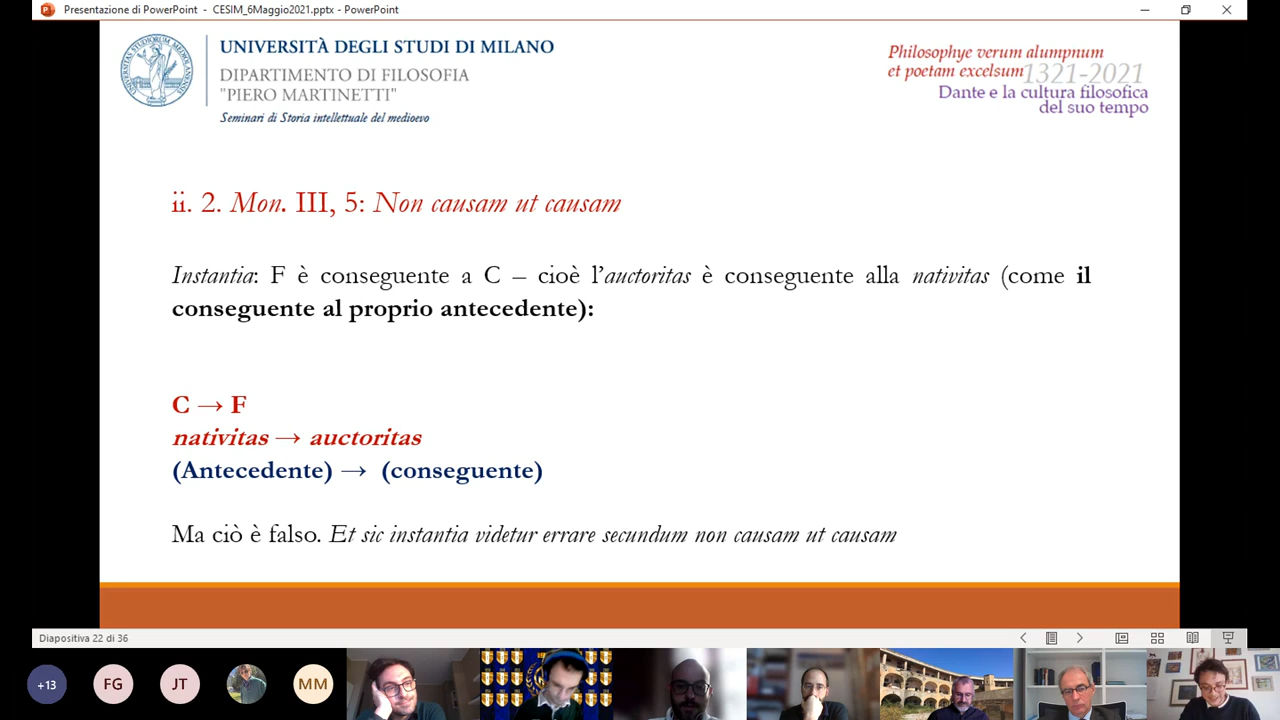 Presentazione di PowerPoint - CESIM_6Maggio2021.pptx - PowerPoint
UNIVERSITÀ DEGLI STUDI DI MILANO
DIPARTIMENTO DI FILOSOFIA
"PIERO MARTINETTI"
Seminari di Storia intellettuale del medioevo
Philosophye verum alumpnum
et poetam excelsum 1321-2021
Dante e la cultura filosofica
del suo tempo
ii. 2. Mon. III, 5: Non causam ut causam
Instantia: F è conseguente a C – cioè l'auctoritas è conseguente alla nativitas (come il
conseguente al proprio antecedente):
C → F
nativitas → auctoritas
(Antecedente) → (conseguente)
Ma ciò è falso. Et sic instantia videtur errare secundum non causam ut causam
Diapositiva 22 di 36
+13
FG
JT
MM